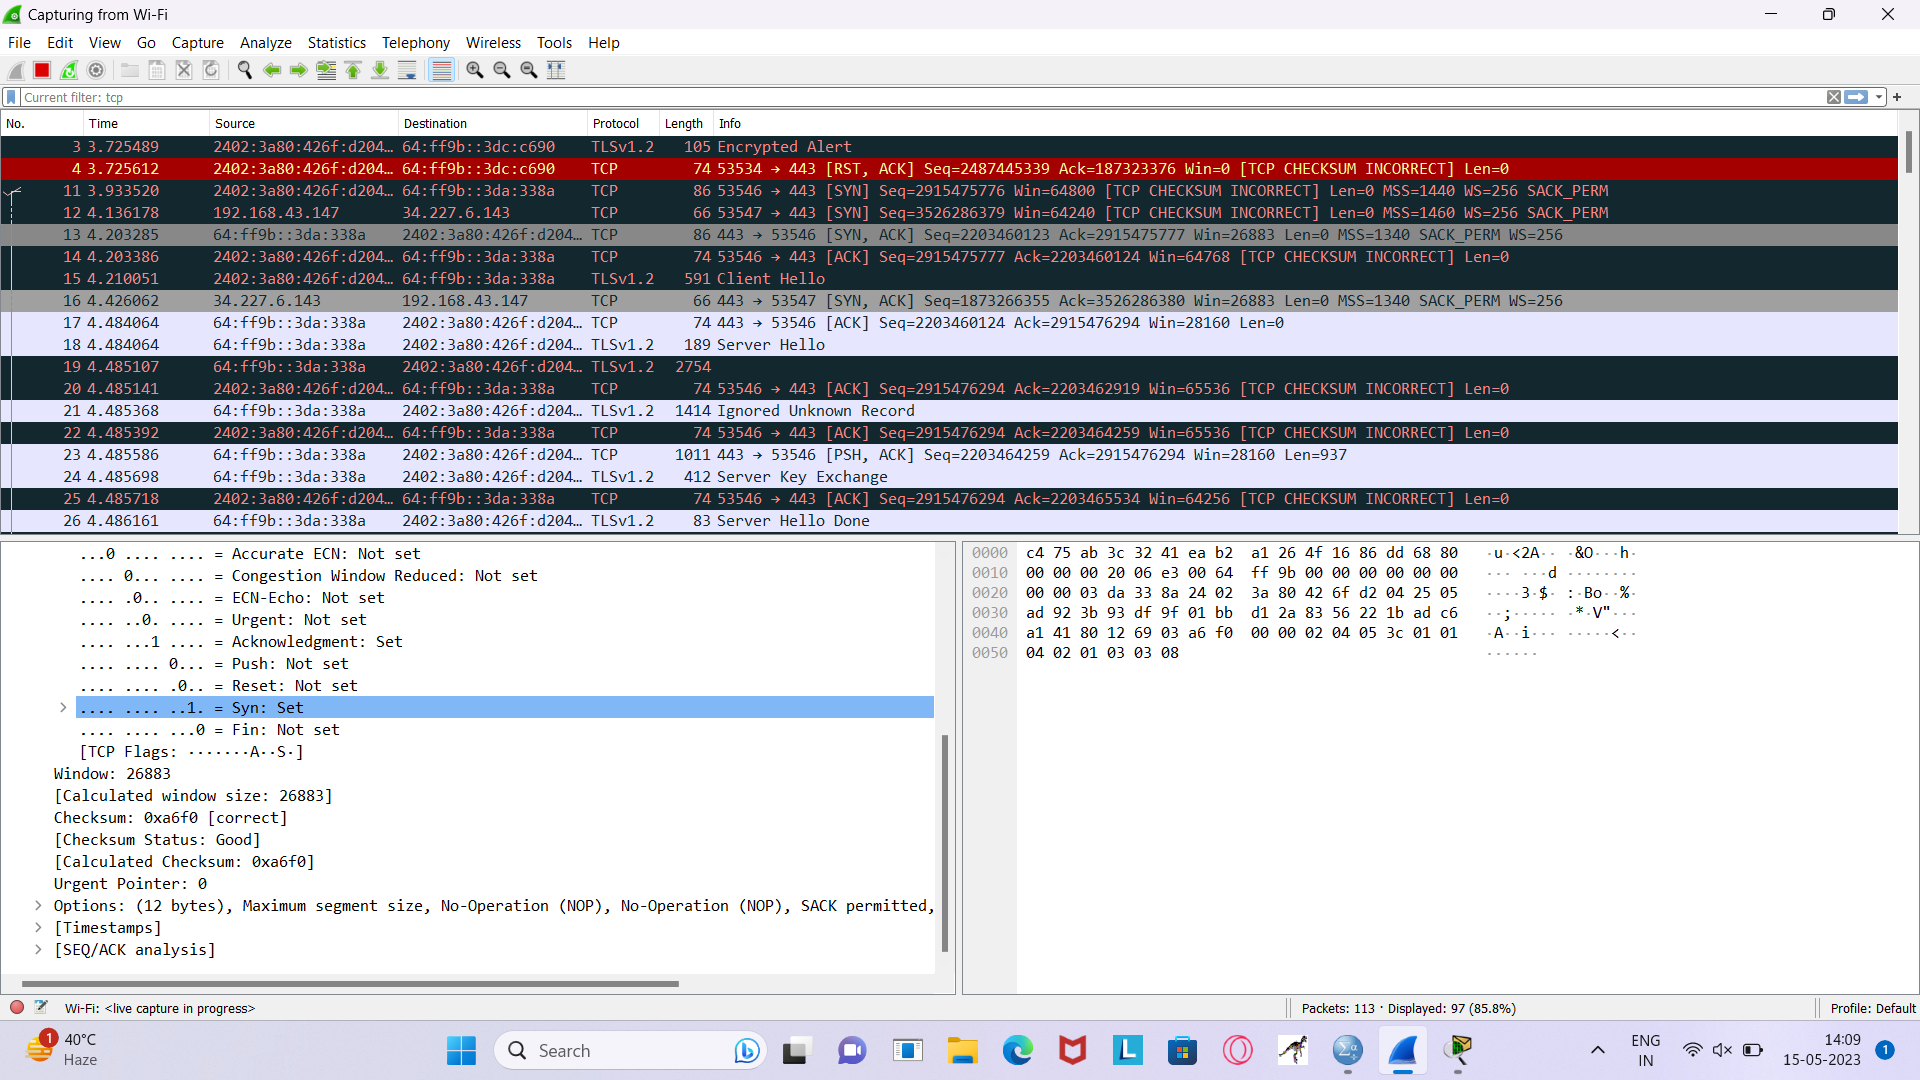 Capturing from Wi-Fi
File Edit View Go Capture Analyze Statistics Telephony Wireless Tools Help
Current filter: tcp
No. Time Source Destination Protocol Length Info
3 3.725489 2402:3a80:426f:d204… 64:ff9b::3dc:c690 TLSv1.2 105 Encrypted Alert
4 3.725612 2402:3a80:426f:d204… 64:ff9b::3dc:c690 TCP 74 53534 → 443 [RST, ACK] Seq=2487445339 Ack=187323376 Win=0 [TCP CHECKSUM INCORRECT] Len=0
11 3.933520 2402:3a80:426f:d204… 64:ff9b::3da:338a TCP 86 53546 → 443 [SYN] Seq=2915475776 Win=64800 [TCP CHECKSUM INCORRECT] Len=0 MSS=1440 WS=256 SACK_PERM
12 4.136178 192.168.43.147 34.227.6.143 TCP 66 53547 → 443 [SYN] Seq=3526286379 Win=64240 [TCP CHECKSUM INCORRECT] Len=0 MSS=1460 WS=256 SACK_PERM
13 4.203285 64:ff9b::3da:338a 2402:3a80:426f:d204… TCP 86 443 → 53546 [SYN, ACK] Seq=2203460123 Ack=2915475777 Win=26883 Len=0 MSS=1340 SACK_PERM WS=256
14 4.203386 2402:3a80:426f:d204… 64:ff9b::3da:338a TCP 74 53546 → 443 [ACK] Seq=2915475777 Ack=2203460124 Win=64768 [TCP CHECKSUM INCORRECT] Len=0
15 4.210051 2402:3a80:426f:d204… 64:ff9b::3da:338a TLSv1.2 591 Client Hello
16 4.426062 34.227.6.143 192.168.43.147 TCP 66 443 → 53547 [SYN, ACK] Seq=1873266355 Ack=3526286380 Win=26883 Len=0 MSS=1340 SACK_PERM WS=256
17 4.484064 64:ff9b::3da:338a 2402:3a80:426f:d204… TCP 74 443 → 53546 [ACK] Seq=2203460124 Ack=2915476294 Win=28160 Len=0
18 4.484064 64:ff9b::3da:338a 2402:3a80:426f:d204… TLSv1.2 189 Server Hello
19 4.485107 64:ff9b::3da:338a 2402:3a80:426f:d204… TLSv1.2 2754
20 4.485141 2402:3a80:426f:d204… 64:ff9b::3da:338a TCP 74 53546 → 443 [ACK] Seq=2915476294 Ack=2203462919 Win=65536 [TCP CHECKSUM INCORRECT] Len=0
21 4.485368 64:ff9b::3da:338a 2402:3a80:426f:d204… TLSv1.2 1414 Ignored Unknown Record
22 4.485392 2402:3a80:426f:d204… 64:ff9b::3da:338a TCP 74 53546 → 443 [ACK] Seq=2915476294 Ack=2203464259 Win=65536 [TCP CHECKSUM INCORRECT] Len=0
23 4.485586 64:ff9b::3da:338a 2402:3a80:426f:d204… TCP 1011 443 → 53546 [PSH, ACK] Seq=2203464259 Ack=2915476294 Win=28160 Len=937
24 4.485698 64:ff9b::3da:338a 2402:3a80:426f:d204… TLSv1.2 412 Server Key Exchange
25 4.485718 2402:3a80:426f:d204… 64:ff9b::3da:338a TCP 74 53546 → 443 [ACK] Seq=2915476294 Ack=2203465534 Win=64256 [TCP CHECKSUM INCORRECT] Len=0
26 4.486161 64:ff9b::3da:338a 2402:3a80:426f:d204… TLSv1.2 83 Server Hello Done
...0 .... .... = Accurate ECN: Not set
.... 0... .... = Congestion Window Reduced: Not set
.... .0.. .... = ECN-Echo: Not set
.... ..0. .... = Urgent: Not set
.... ...1 .... = Acknowledgment: Set
.... .... 0... = Push: Not set
.... .... .0.. = Reset: Not set
.... .... ..1. = Syn: Set
.... .... ...0 = Fin: Not set
[TCP Flags: ·······A··S·]
Window: 26883
[Calculated window size: 26883]
Checksum: 0xa6f0 [correct]
[Checksum Status: Good]
[Calculated Checksum: 0xa6f0]
Urgent Pointer: 0
Options: (12 bytes), Maximum segment size, No-Operation (NOP), No-Operation (NOP), SACK permitted,
[Timestamps]
[SEQ/ACK analysis]
0000 c4 75 ab 3c 32 41 ea b2 a1 26 4f 16 86 dd 68 80 ·u·<2A·· ·&O···h·
0010 00 00 00 20 06 e3 00 64 ff 9b 00 00 00 00 00 00 ··· ···d ········
0020 00 00 03 da 33 8a 24 02 3a 80 42 6f d2 04 25 05 ····3·$· :·Bo··%·
0030 ad 92 3b 93 df 9f 01 bb d1 2a 83 56 22 1b ad c6 ··;····· ·*·V"···
0040 a1 41 80 12 69 03 a6 f0 00 00 02 04 05 3c 01 01 ·A··i··· ·····<··
0050 04 02 01 03 03 08 ······
Wi-Fi: <live capture in progress>
Packets: 113 · Displayed: 97 (85.8%)
Profile: Default
1
40°C
Haze
Search
L
Σα
ENG
IN
14:09
15-05-2023
1